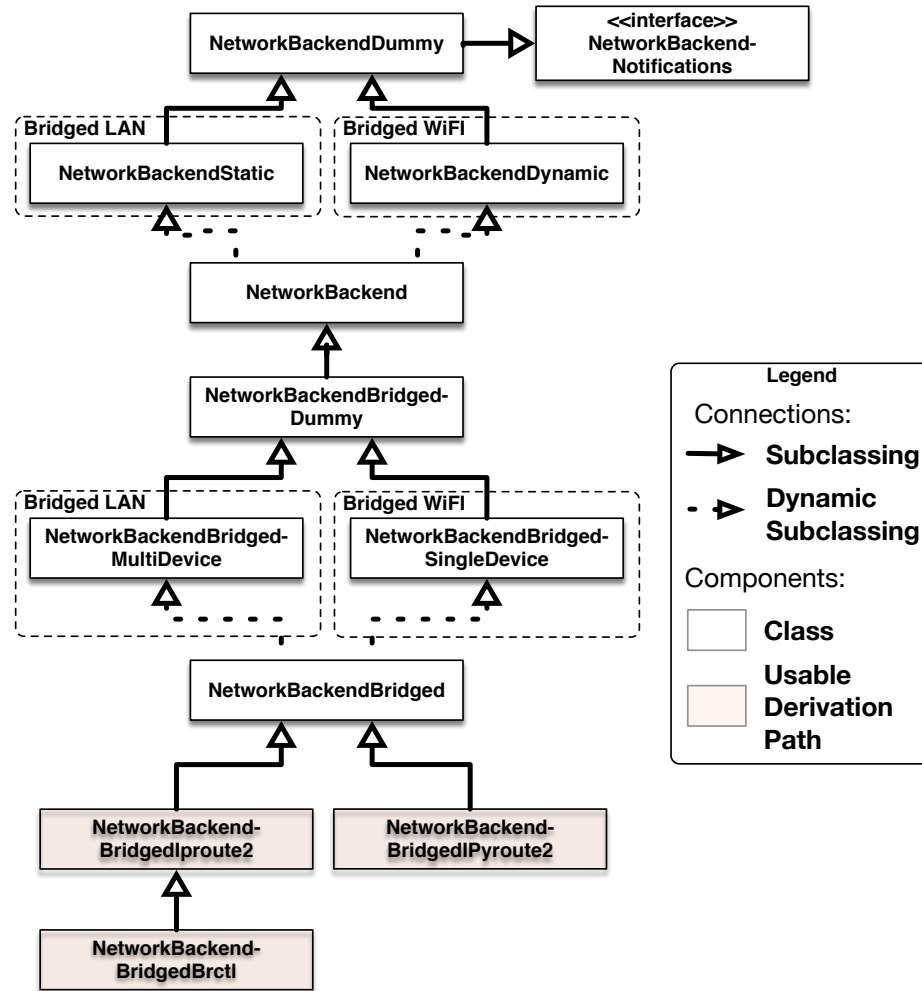 NetworkBackendDummy
<<interface>>
NetworkBackend-
Notifications
Bridged LAN
NetworkBackendStatic
Bridged WiFI
NetworkBackendDynamic
NetworkBackend
NetworkBackendBridged-
Dummy
Bridged LAN
NetworkBackendBridged-
MultiDevice
Bridged WiFI
NetworkBackendBridged-
SingleDevice
NetworkBackendBridged
NetworkBackend-
BridgedIproute2
NetworkBackend-
BridgedIPyroute2
NetworkBackend-
BridgedBrctl
Legend
Connections:
Subclassing
Dynamic
Subclassing
Components:
Class
Usable
Derivation
Path